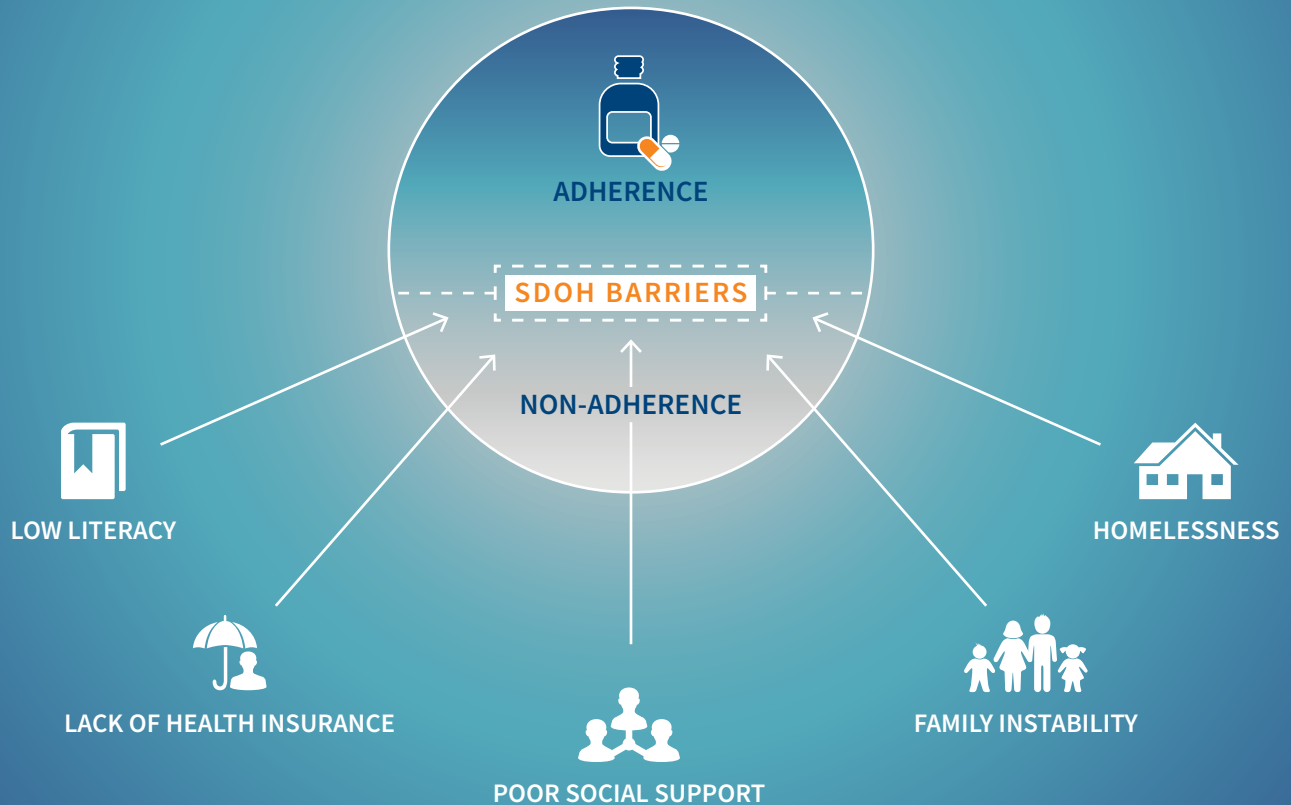 ADHERENCE
SDOH BARRIERS
NON-ADHERENCE
LOW LITERACY
HOMELESSNESS
LACK OF HEALTH INSURANCE
FAMILY INSTABILITY
POOR SOCIAL SUPPORT